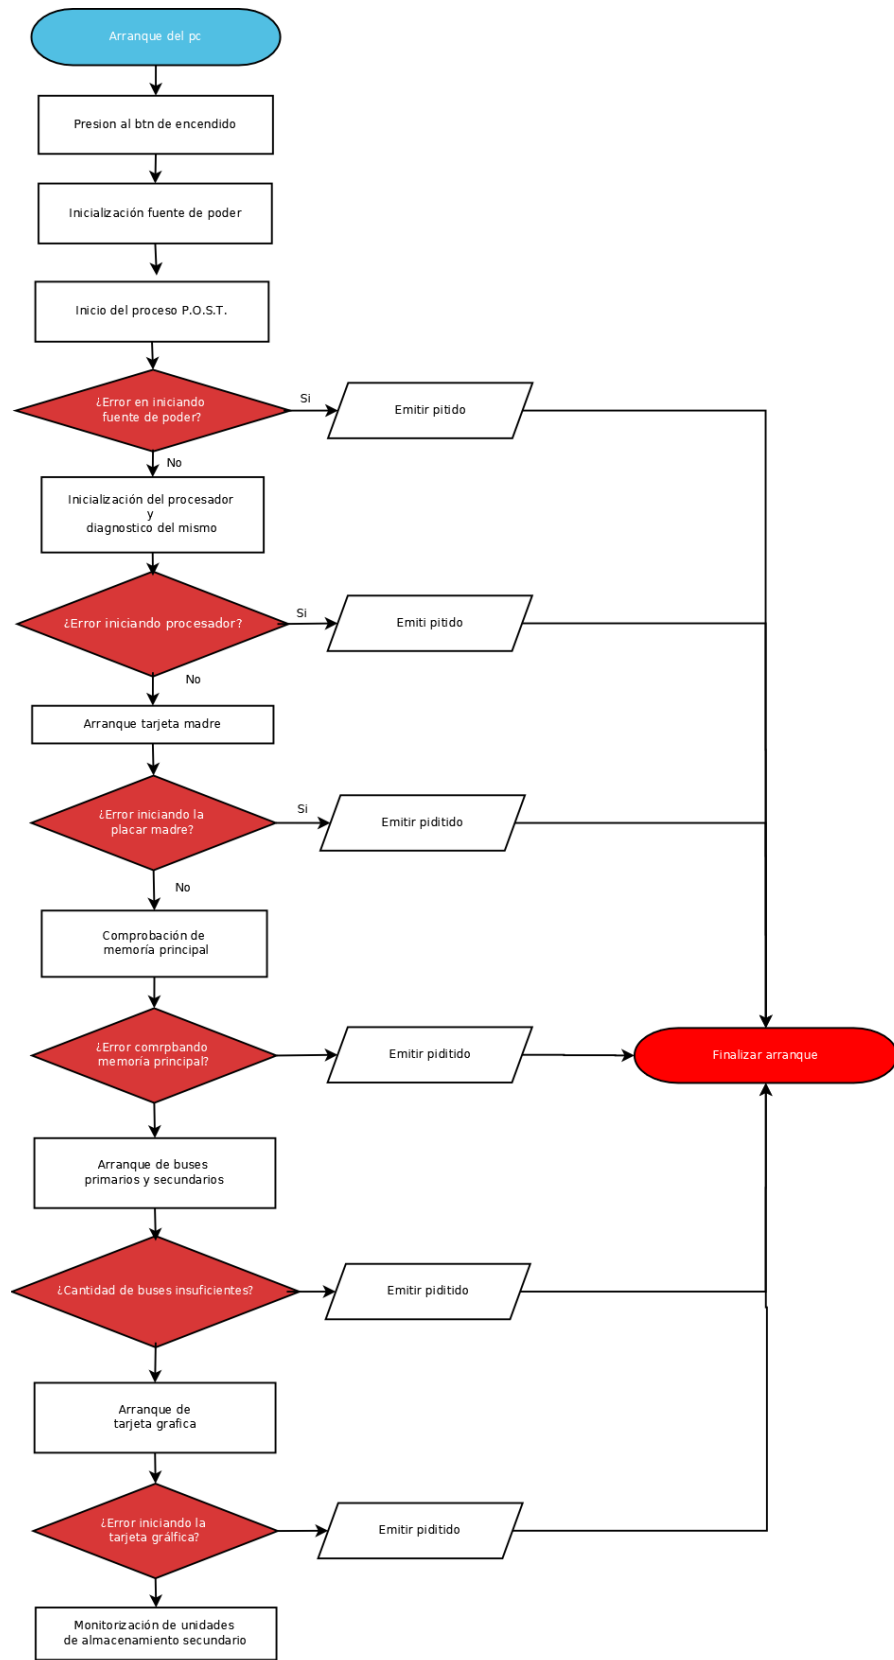 Arranque del pc
Presion al btn de encendido
Inicialización fuente de poder
Inicio del proceso P.O.S.T.
¿Error en iniciando
fuente de poder?
Si
Emitir pitido
No
Inicialización del procesador
y
diagnostico del mismo
¿Error iniciando procesador?
Si
Emiti pitido
No
Arranque tarjeta madre
¿Error iniciando la
placar madre?
Si
Emitir piditido
No
Comprobación de
memoría principal
¿Error comrpbando
memoría principal?
Emitir piditido
Finalizar arranque
Arranque de buses
primarios y secundarios
¿Cantidad de buses insuficientes?
Emitir piditido
Arranque de
tarjeta grafica
¿Error iniciando la
tarjeta grálfica?
Emitir piditido
Monitorización de unidades
de almacenamiento secundario